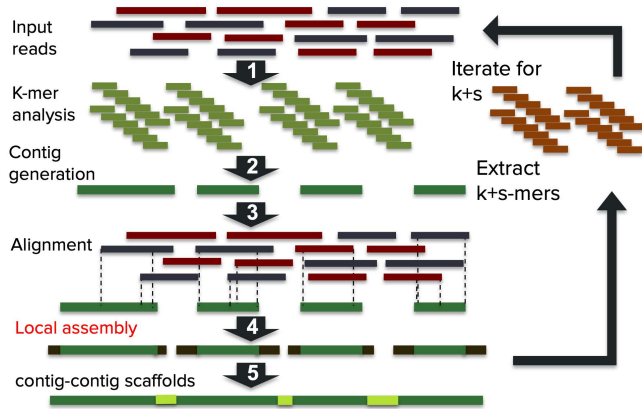 Input
reads
1
Iterate for
k+s
K-mer
analysis
2
Contig
generation
Extract
k+s-mers
3
Alignment
Local assembly
4
5
contig-contig scaffolds